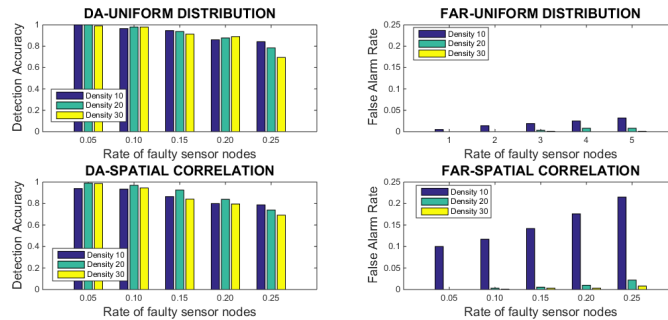 DA-UNIFORM DISTRIBUTION
1
0.8
0.6
0.4
0.2
0
Detection Accuracy
Density 10
Density 20
Density 30
0.05 0.10 0.15 0.20 0.25
Rate of faulty sensor nodes
FAR-UNIFORM DISTRIBUTION
0.25
0.2
0.15
0.1
0.05
0
False Alarm Rate
Density 10
Density 20
Density 30
1 2 3 4 5
Rate of faulty sensor nodes
DA-SPATIAL CORRELATION
1
0.8
0.6
0.4
0.2
0
Detection Accuracy
Density 10
Density 20
Density 30
0.05 0.10 0.15 0.20 0.25
Rate of faulty sensor nodes
FAR-SPATIAL CORRELATION
0.25
0.2
0.15
0.1
0.05
0
False Alarm Rate
Density 10
Density 20
Density 30
0.05 0.10 0.15 0.20 0.25
Rate of faulty sensor nodes